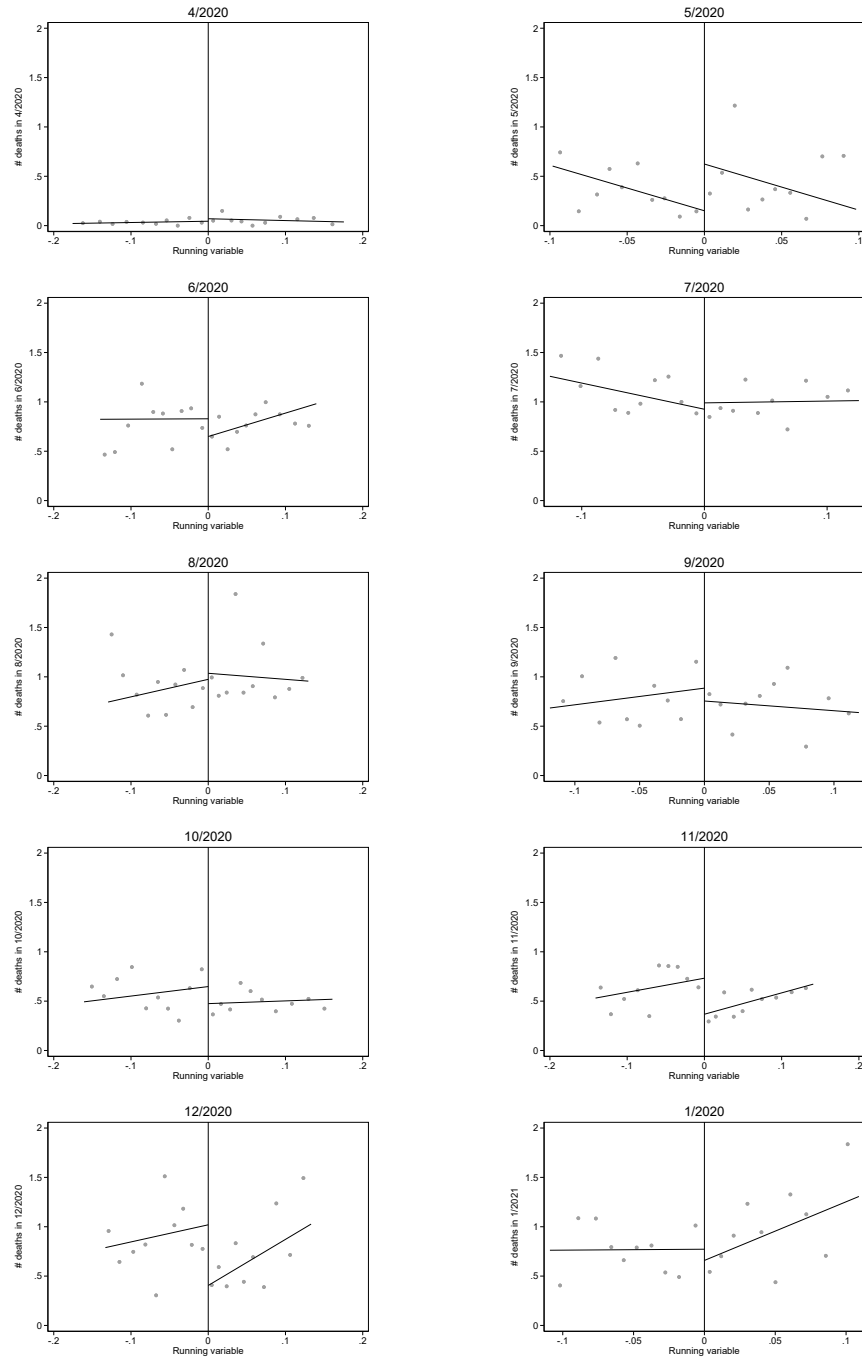 4/2020
# deaths in 4/2020
2
1.5
1
.5
0
-.2 -.1 0 .1 .2
Running variable
5/2020
# deaths in 5/2020
2
1.5
1
.5
0
-.1 -.05 0 .05 .1
Running variable
6/2020
# deaths in 6/2020
2
1.5
1
.5
0
-.2 -.1 0 .1 .2
Running variable
7/2020
# deaths in 7/2020
2
1.5
1
.5
0
-.1 0 .1
Running variable
8/2020
# deaths in 8/2020
2
1.5
1
.5
0
-.2 -.1 0 .1 .2
Running variable
9/2020
# deaths in 9/2020
2
1.5
1
.5
0
-.1 -.05 0 .05 .1
Running variable
10/2020
# deaths in 10/2020
2
1.5
1
.5
0
-.2 -.1 0 .1 .2
Running variable
11/2020
# deaths in 11/2020
2
1.5
1
.5
0
-.2 -.1 0 .1 .2
Running variable
12/2020
# deaths in 12/2020
2
1.5
1
.5
0
-.2 -.1 0 .1 .2
Running variable
1/2020
# deaths in 1/2021
2
1.5
1
.5
0
-.1 -.05 0 .05 .1
Running variable